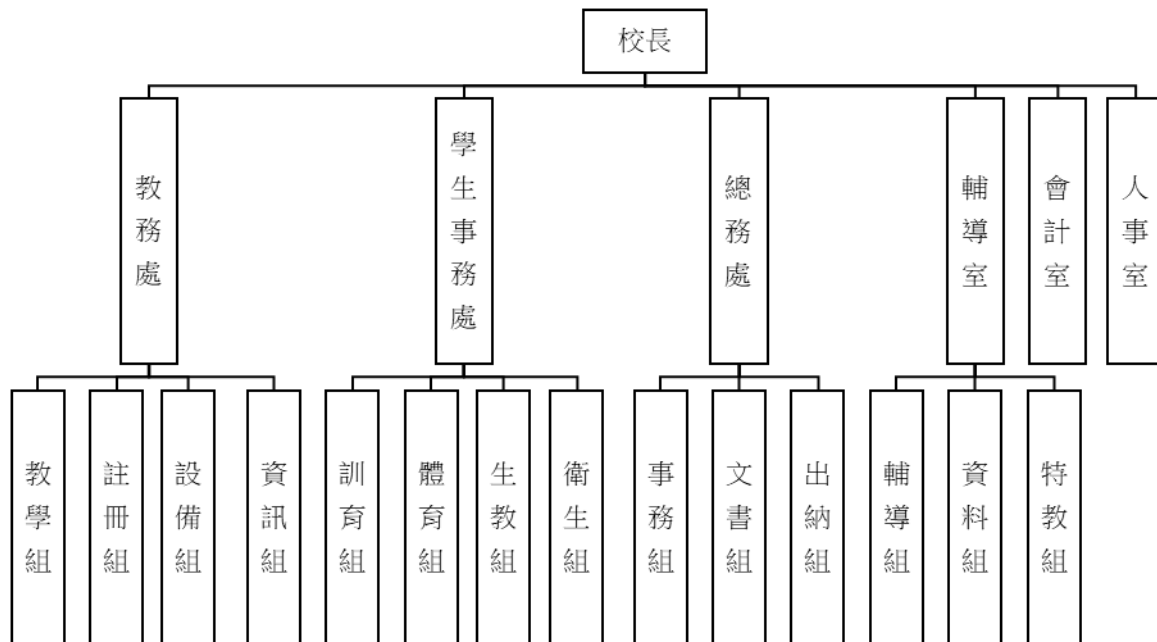 校長
教務處
學生事務處
總務處
輔導室
會計室
人事室
教學組
註冊組
設備組
資訊組
訓育組
體育組
生教組
衛生組
事務組
文書組
出納組
輔導組
資料組
特教組